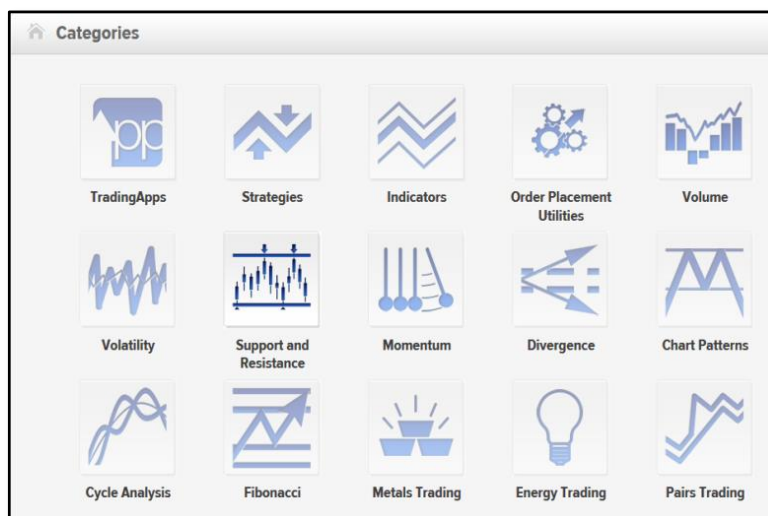 Categories
pp
TradingApps
Strategies
Indicators
Order Placement
Utilities
Volume
Volatility
Support and
Resistance
Momentum
Divergence
Chart Patterns
Cycle Analysis
Fibonacci
Metals Trading
Energy Trading
Pairs Trading